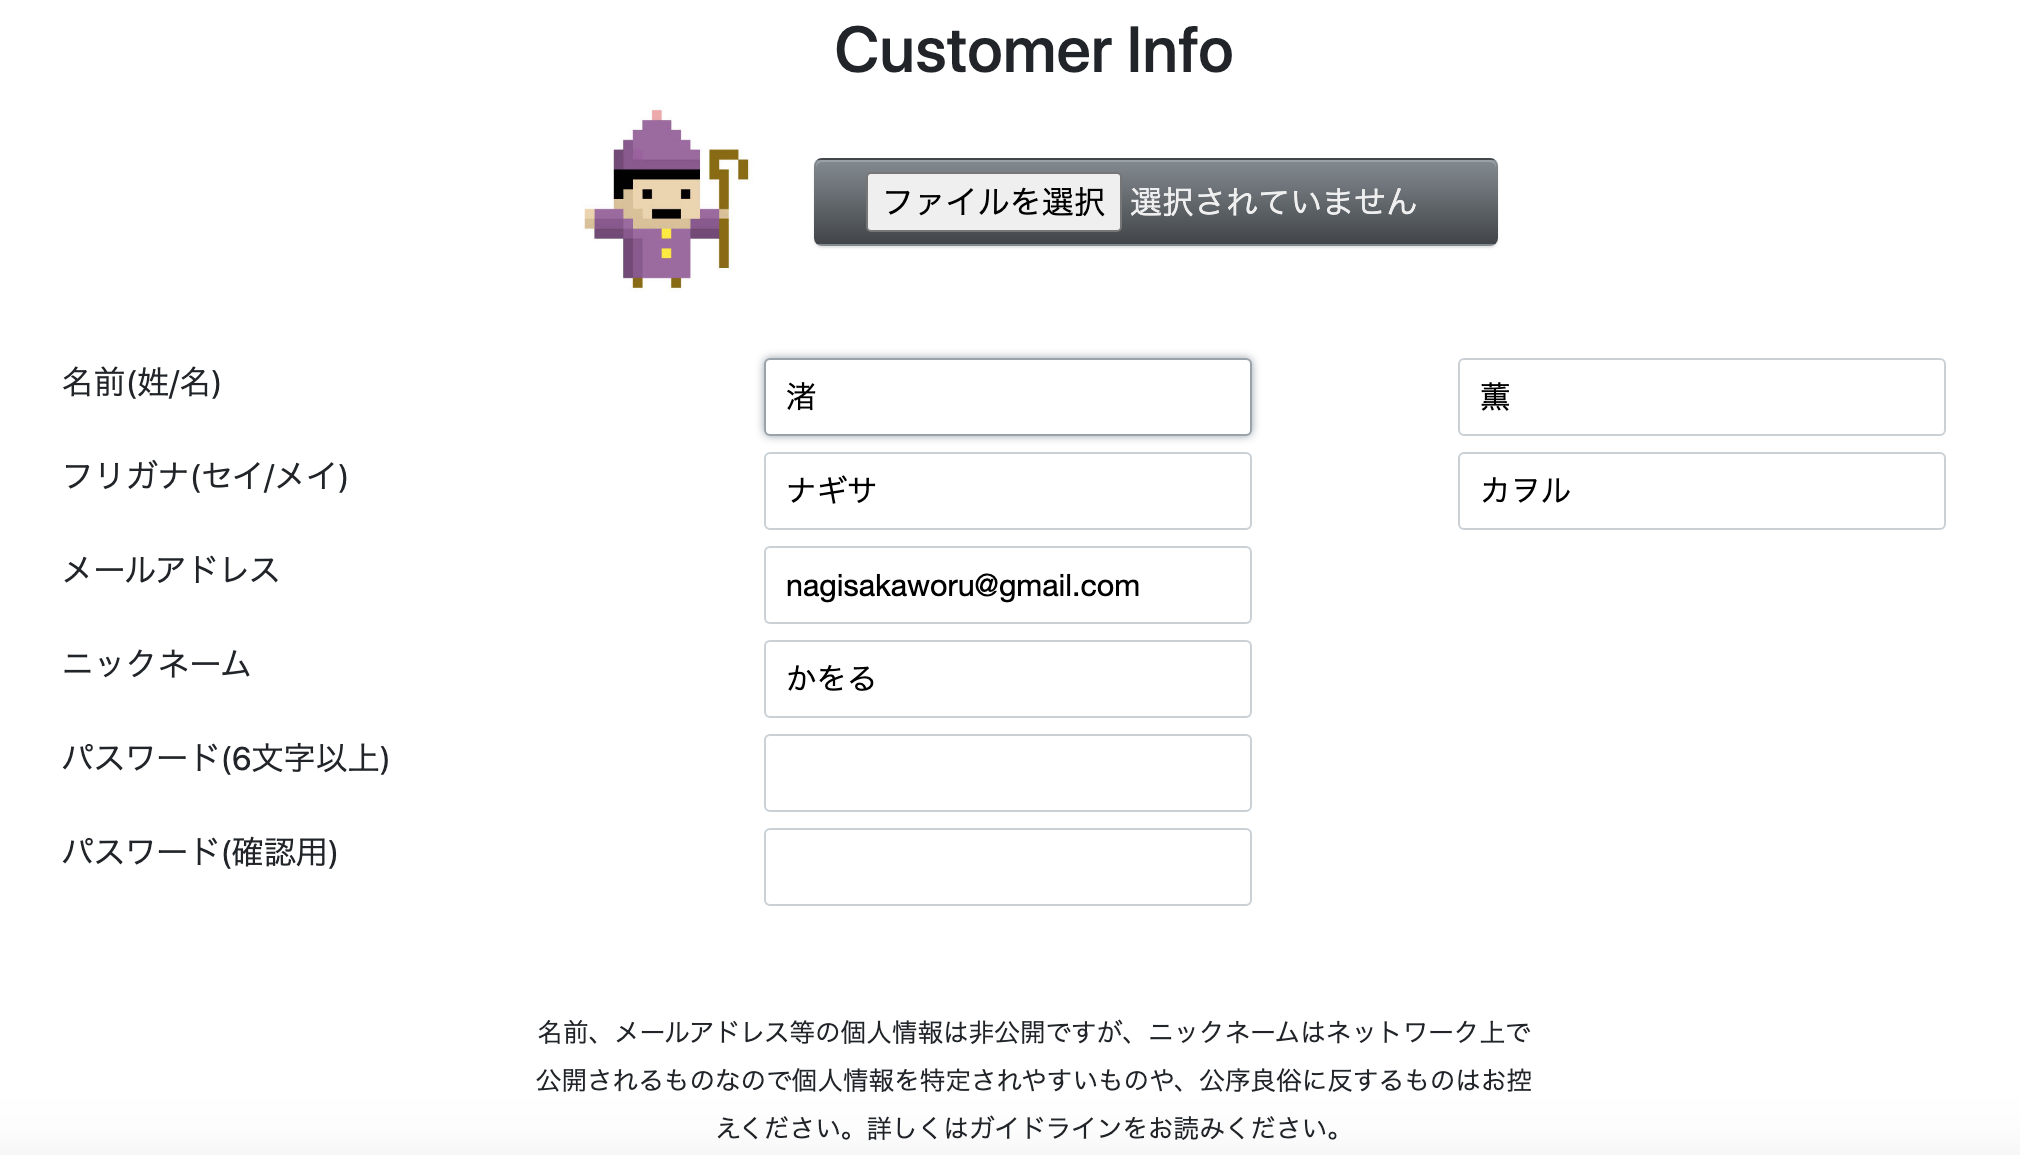 Customer Info
ファイルを選択 選択されていません
名前(姓/名) 渚 薫
フリガナ(セイ/メイ) ナギサ カヲル
メールアドレス nagisakaworu@gmail.com
ニックネーム かをる
パスワード(6文字以上)
パスワード(確認用)
名前、メールアドレス等の個人情報は非公開ですが、ニックネームはネットワーク上で
公開されるものなので個人情報を特定されやすいものや、公序良俗に反するものはお控
えください。詳しくはガイドラインをお読みください。